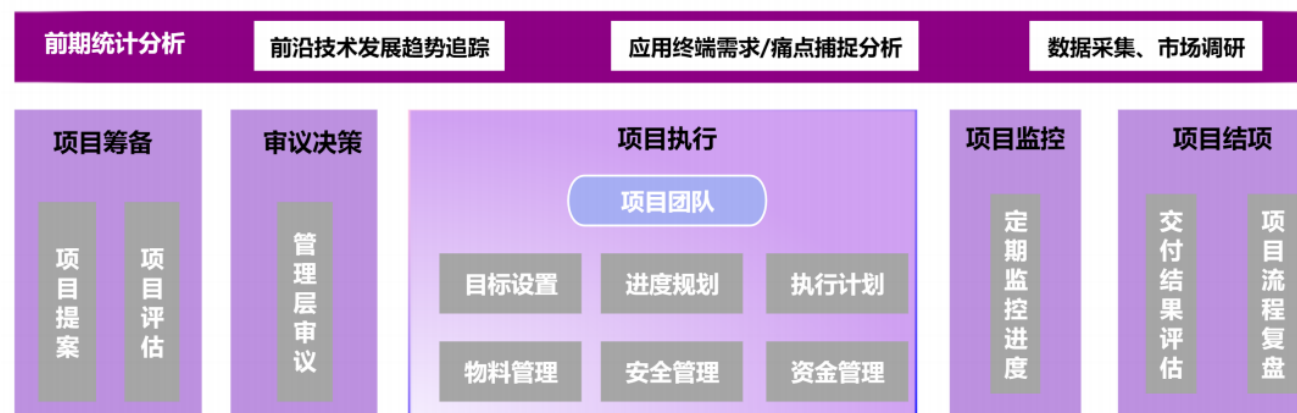 前期统计分析
前沿技术发展趋势追踪
应用终端需求/痛点捕捉分析
数据采集、市场调研
项目筹备
项目提案
项目评估
审议决策
管理层审议
项目执行
项目团队
目标设置
进度规划
执行计划
物料管理
安全管理
资金管理
项目监控
定期监控进度
项目结项
交付结果评估
项目流程复盘